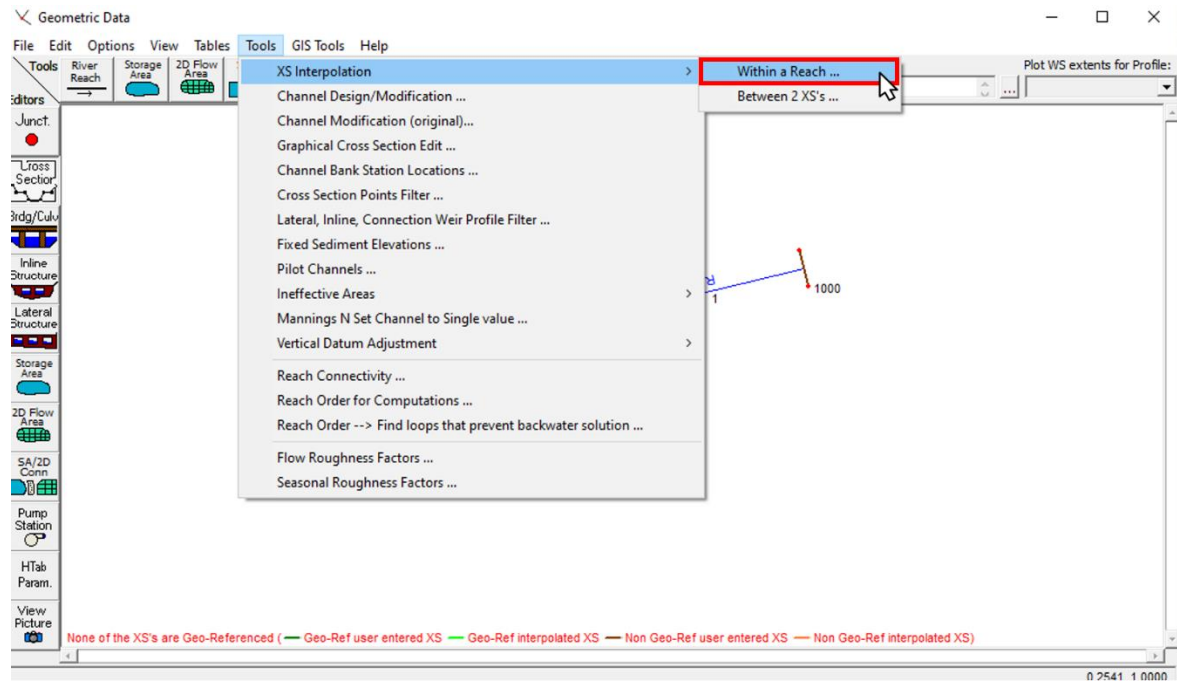 Geometric Data
File Edit Options View Tables Tools GIS Tools Help
Tools
Editors
River Reach
Storage Area
2D Flow Area
Plot WS extents for Profile:
...
XS Interpolation
Channel Design/Modification ...
Channel Modification (original)...
Graphical Cross Section Edit ...
Channel Bank Station Locations ...
Cross Section Points Filter ...
Lateral, Inline, Connection Weir Profile Filter ...
Fixed Sediment Elevations ...
Pilot Channels ...
Ineffective Areas
Mannings N Set Channel to Single value ...
Vertical Datum Adjustment
Reach Connectivity ...
Reach Order for Computations ...
Reach Order --> Find loops that prevent backwater solution ...
Flow Roughness Factors ...
Seasonal Roughness Factors ...
Within a Reach ...
Between 2 XS's ...
Junct.
Cross
Section
Brdg/Culv
Inline
Structure
Lateral
Structure
Storage
Area
2D Flow
Area
SA/2D
Conn
Pump
Station
HTab
Param.
View
Picture
1
1000
None of the XS's are Geo-Referenced ( Geo-Ref user entered XS Geo-Ref interpolated XS Non Geo-Ref user entered XS Non Geo-Ref interpolated XS)
0.2541, 1.0000